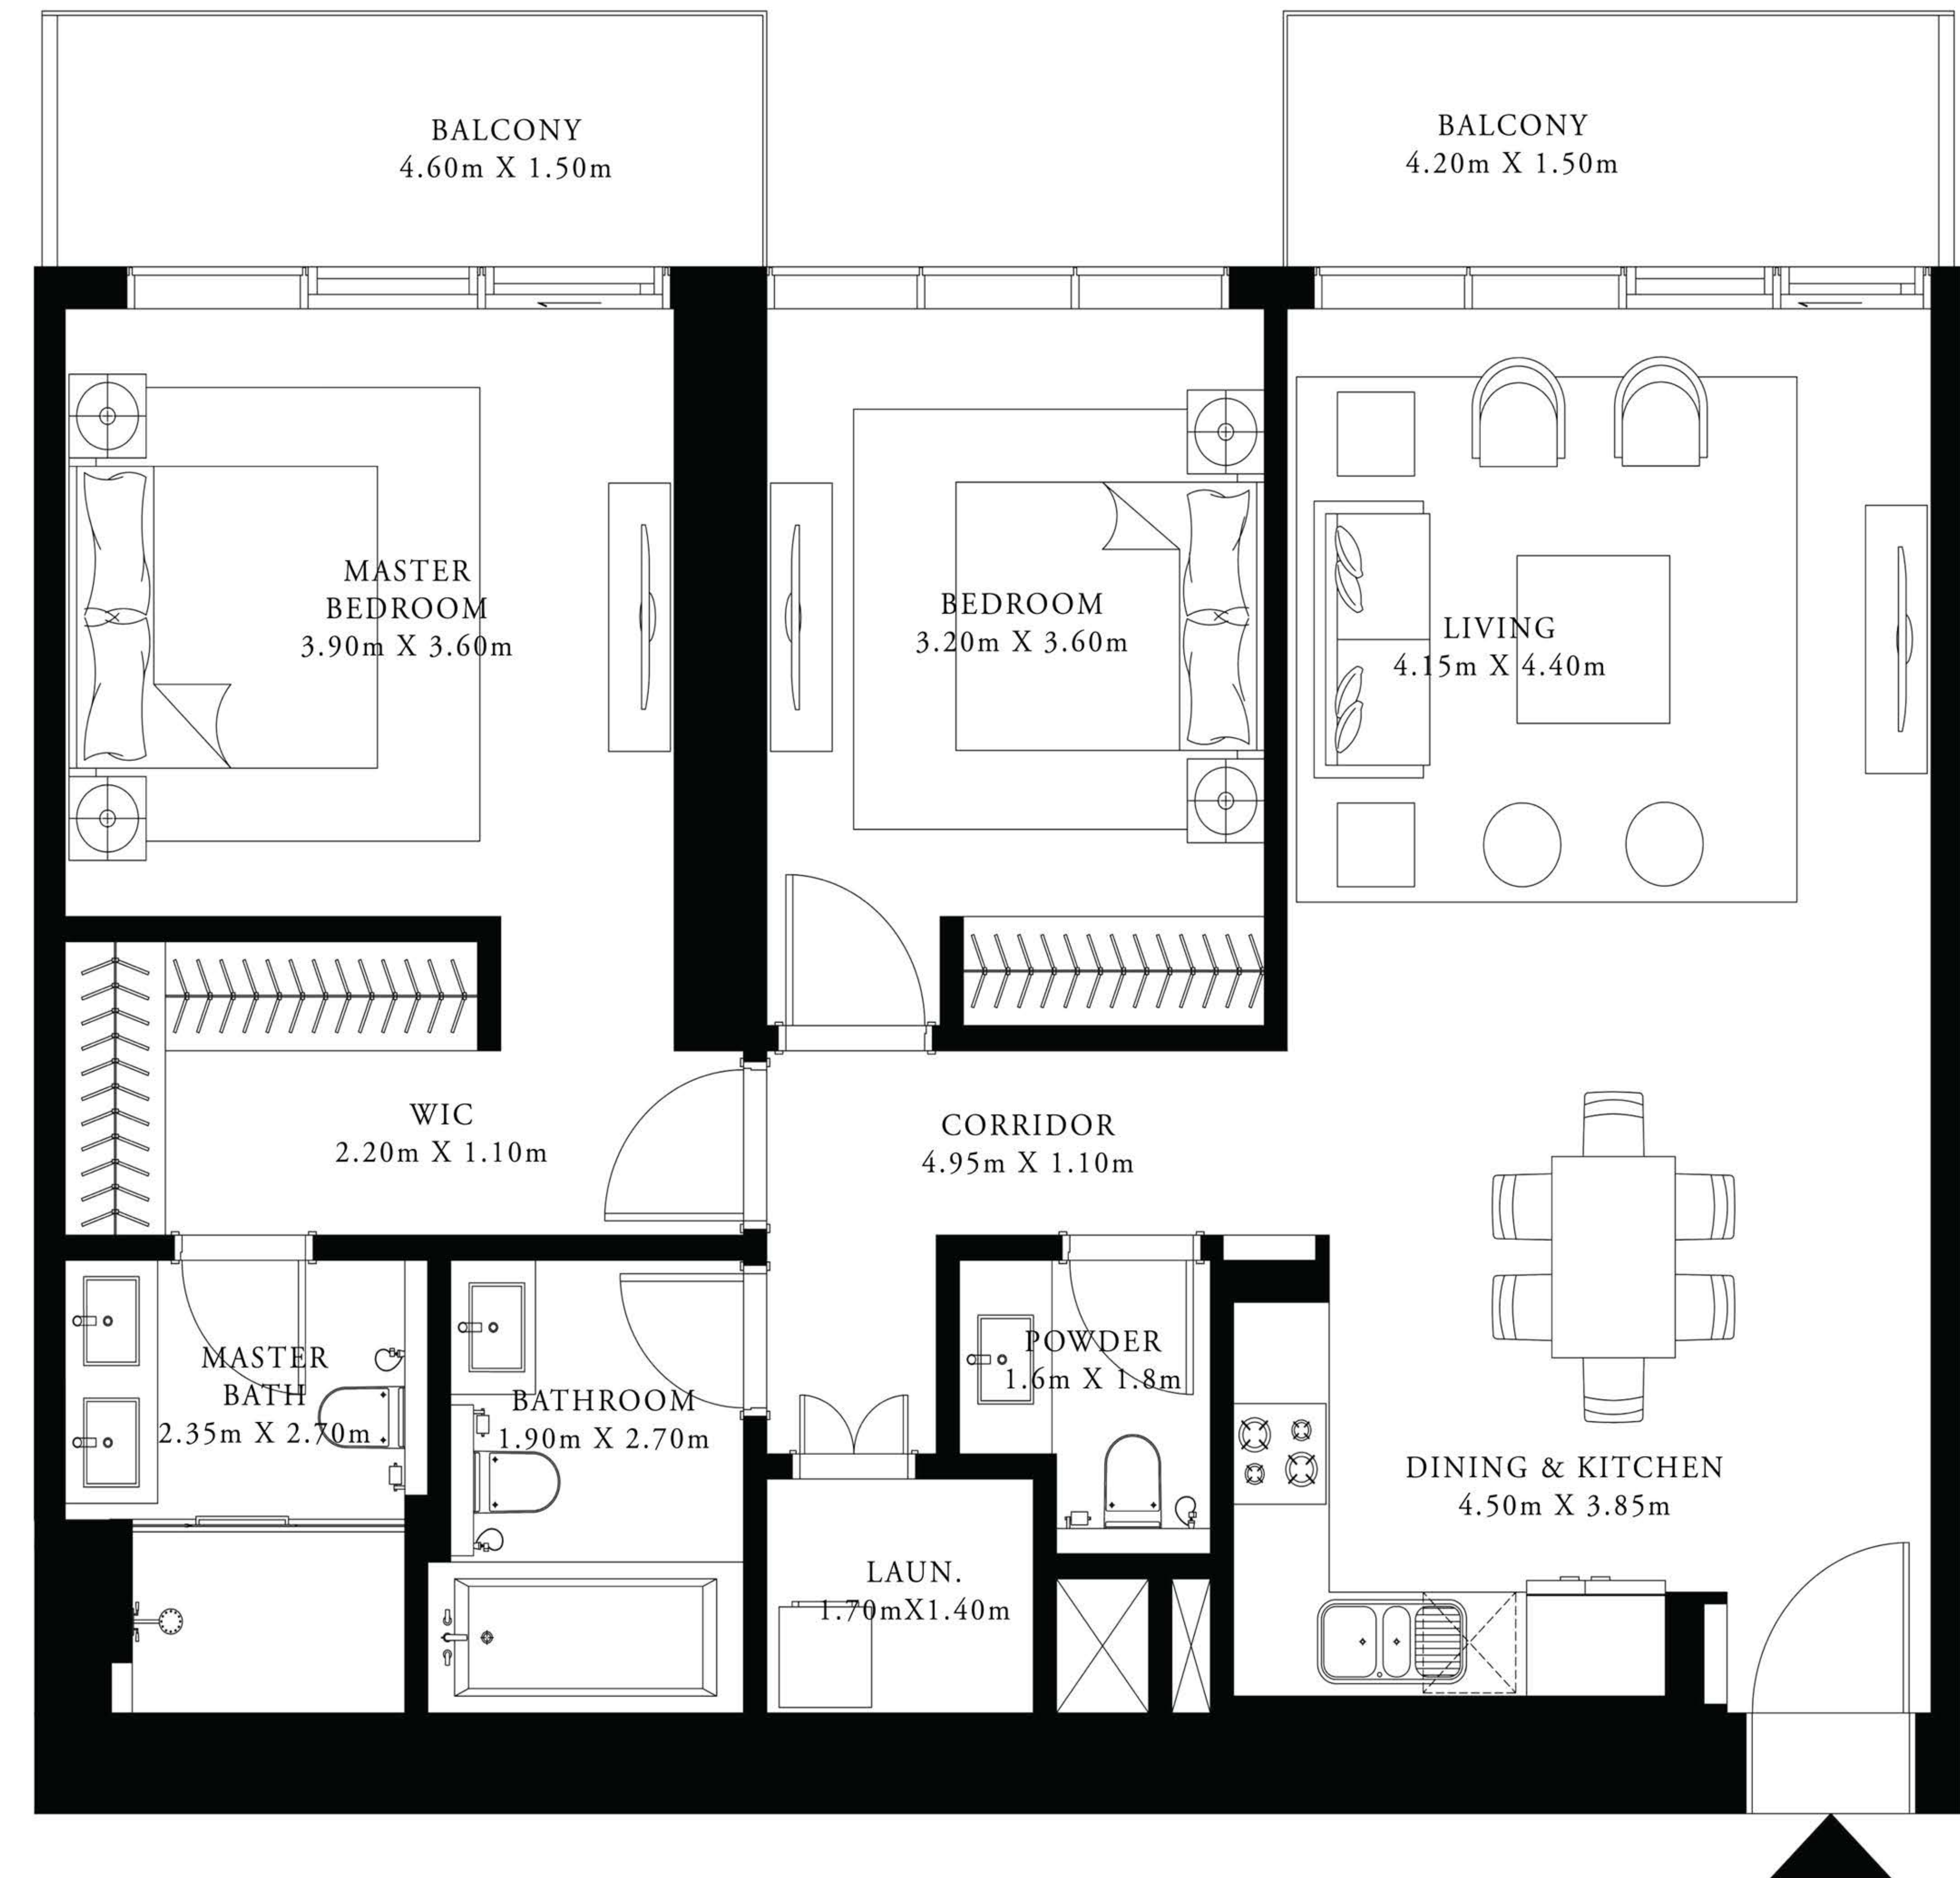 BALCONY
4.60m X 1.50m
BALCONY
4.20m X 1.50m
MASTER
BEDROOM
3.90m X 3.60m
BEDROOM
3.20m X 3.60m
LIVING
4.15m X 4.40m
WIC
2.20m X 1.10m
CORRIDOR
4.95m X 1.10m
MASTER
BATH
2.35m X 2.70m
BATHROOM
1.90m X 2.70m
POWDER
1.6m X 1.8m
DINING & KITCHEN
4.50m X 3.85m
LAUN.
1.70mX1.40m